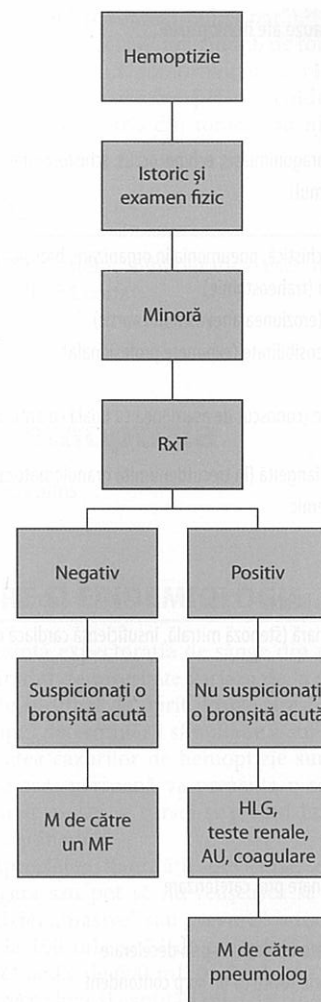 Hemoptizie
Istoric și
examen fizic
Minoră
RxT
Negativ
Pozitiv
Suspicionați o
bronșită acută
Nu suspicionați
o bronșită acută
M de către
un MF
HLG,
teste renale,
AU, coagulare
M de către
pneumolog